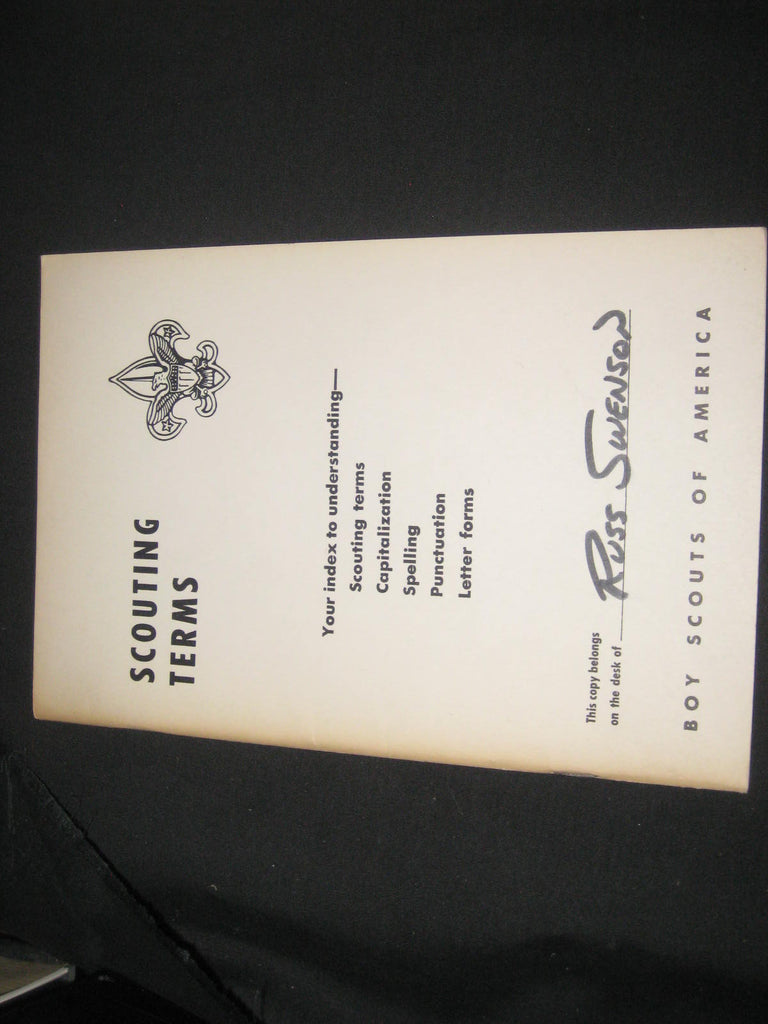 SCOUTING
TERMS
Your index to understanding—
Scouting terms
Capitalization
Spelling
Punctuation
Letter forms
This copy belongs
on the desk of Russ Swenson
BOY SCOUTS OF AMERICA